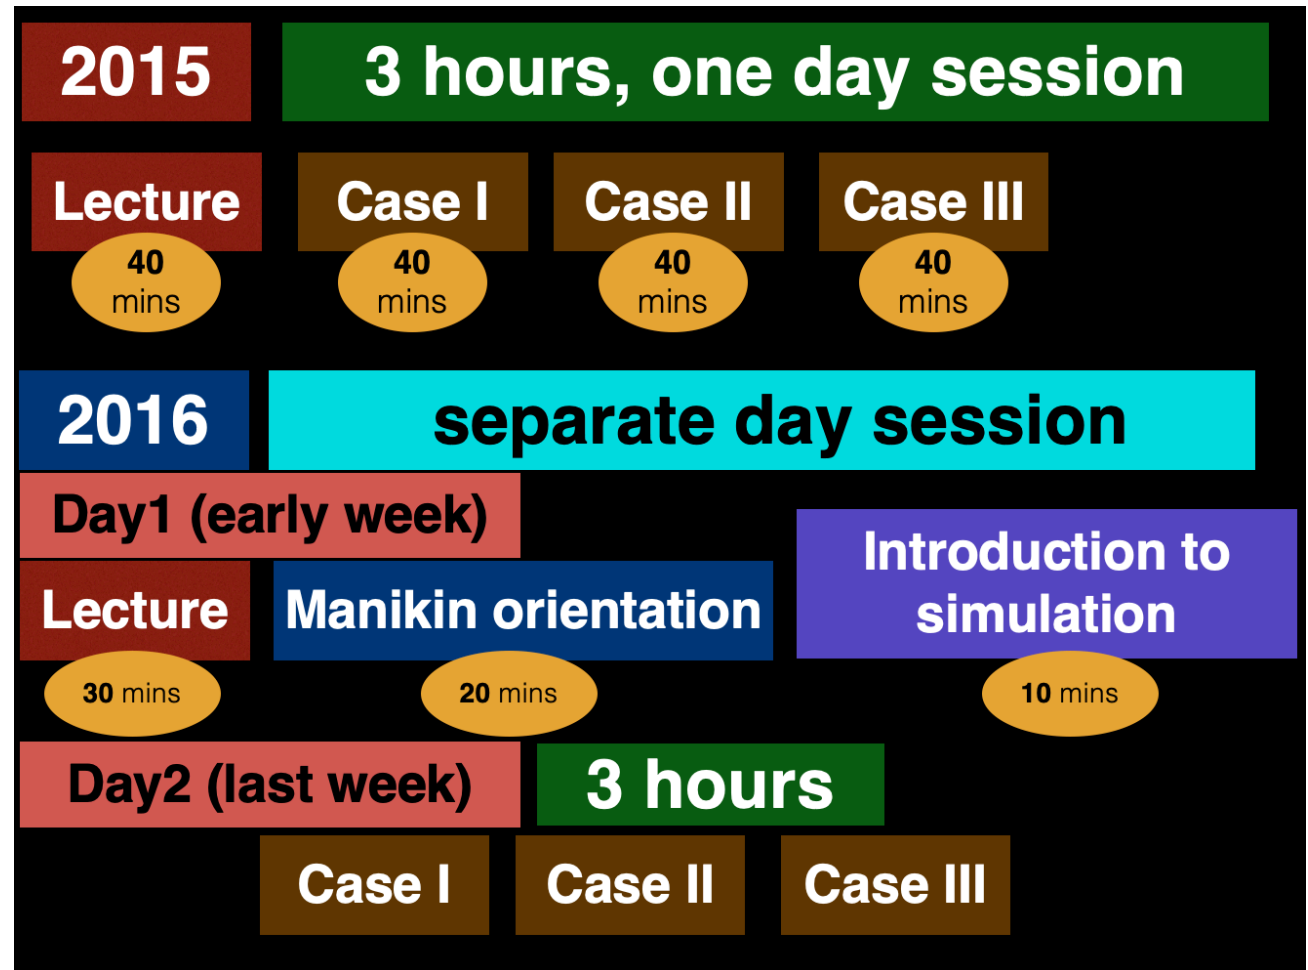 2015
3 hours, one day session
Lecture
Case I
Case II
Case III
40
mins
40
mins
40
mins
40
mins
2016
separate day session
Day1 (early week)
Lecture
Manikin orientation
Introduction to
simulation
30 mins
20 mins
10 mins
Day2 (last week)
3 hours
Case I
Case II
Case III